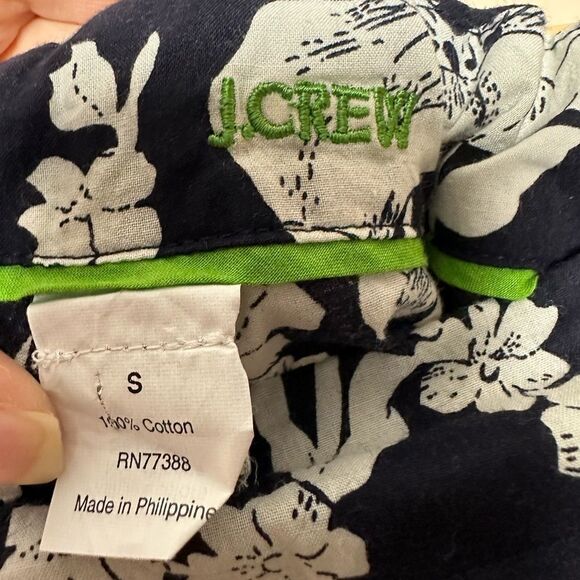 J.CREW
S
100% Cotton
RN77388
Made in Philippine